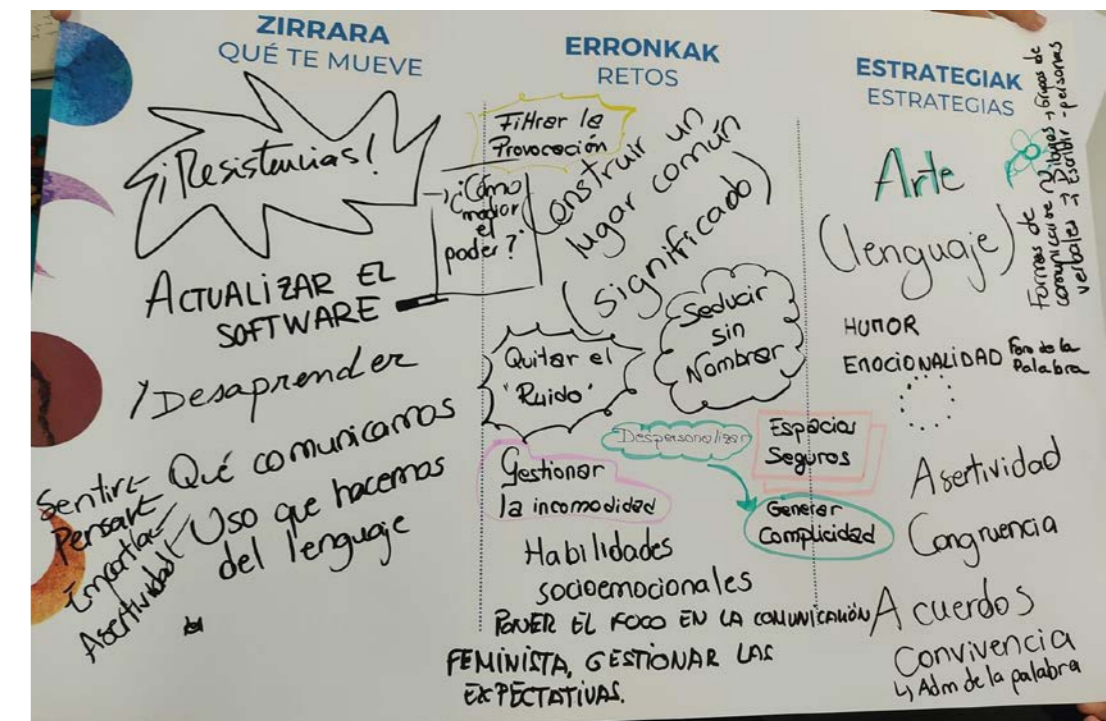 ZIRRARA
QUÉ TE MUEVE
¡Resistencias!
ACTUALIZAR EL
SOFTWARE
/Desaprender
Qué comunicamos
Uso que hacemos
del lenguaje
Sentir
Pensar
Asertividad
ERRONKAK
RETOS
Filtrar la
Provocación
¿Cómo
mediar
el
poder?
Construir un
lugar común
(significado)
Quitar el
"Ruido"
Seducir
sin
Nombrar
Despersonalizar
Espacios
Seguros
Gestionar
la incomodidad
Generar
Complicidad
Habilidades
socioemocionales
PONER EL FOCO EN LA COMUNICACIÓN
FEMINISTA, GESTIONAR LAS
EXPECTATIVAS.
ESTRATEGIAK
ESTRATEGIAS
Arte
(lenguaje)
Formas de
comunicarse no
verbales
→ Dibujos
→ Escribir
→ Grupos de
personas
HUMOR
EMOCIONALIDAD
Foro de la
Palabra
Asertividad
Congruencia
Acuerdos
Convivencia
↳ Adm de la palabra